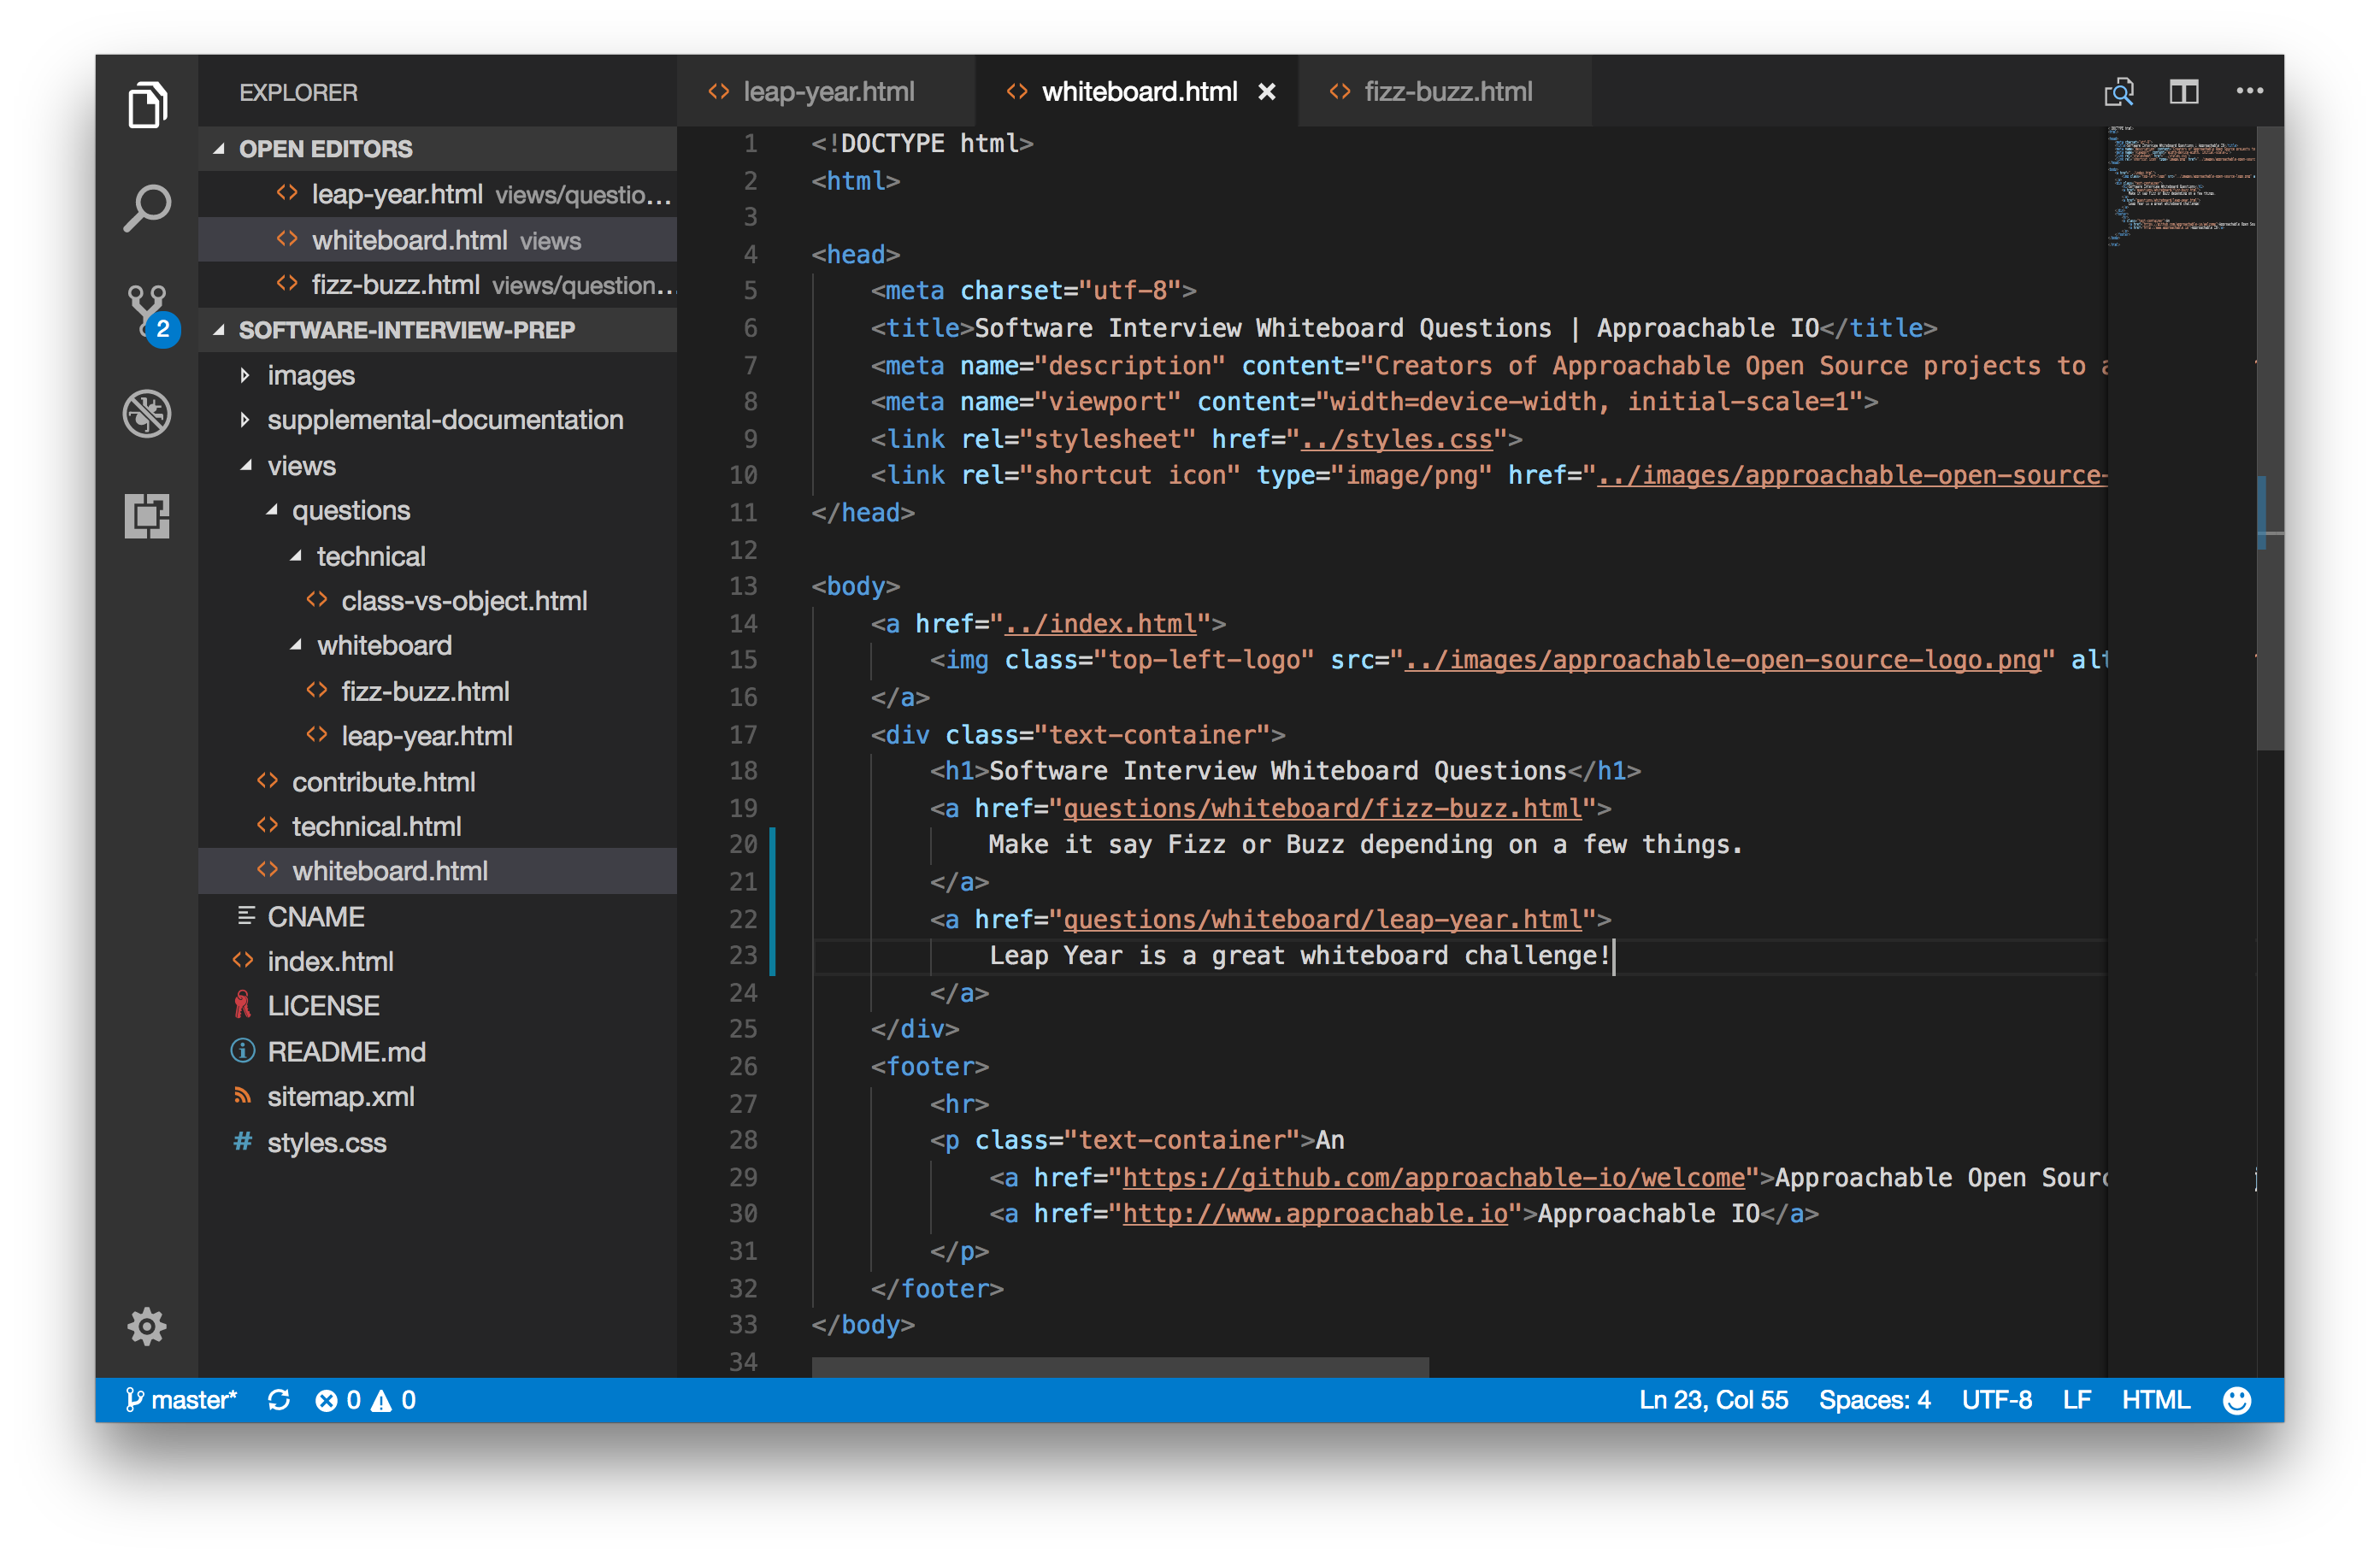 EXPLORER
OPEN EDITORS
leap-year.html views/questio...
whiteboard.html views
fizz-buzz.html views/question...
2
SOFTWARE-INTERVIEW-PREP
images
supplemental-documentation
views
questions
technical
class-vs-object.html
whiteboard
fizz-buzz.html
leap-year.html
contribute.html
technical.html
whiteboard.html
CNAME
index.html
LICENSE
README.md
sitemap.xml
styles.css
leap-year.html whiteboard.html × fizz-buzz.html
1 <!DOCTYPE html>
2 <html>
3
4 <head>
5 <meta charset="utf-8">
6 <title>Software Interview Whiteboard Questions | Approachable IO</title>
7 <meta name="description" content="Creators of Approachable Open Source projects to a
8 <meta name="viewport" content="width=device-width, initial-scale=1">
9 <link rel="stylesheet" href="../styles.css">
10 <link rel="shortcut icon" type="image/png" href="../images/approachable-open-source-
11 </head>
12
13 <body>
14 <a href="../index.html">
15 <img class="top-left-logo" src="../images/approachable-open-source-logo.png" alt
16 </a>
17 <div class="text-container">
18 <h1>Software Interview Whiteboard Questions</h1>
19 <a href="questions/whiteboard/fizz-buzz.html">
20 Make it say Fizz or Buzz depending on a few things.
21 </a>
22 <a href="questions/whiteboard/leap-year.html">
23 Leap Year is a great whiteboard challenge!
24 </a>
25 </div>
26 <footer>
27 <hr>
28 <p class="text-container">An
29 <a href="https://github.com/approachable-io/welcome">Approachable Open Sourc
30 <a href="http://www.approachable.io">Approachable IO</a>
31 </p>
32 </footer>
33 </body>
34
master* 0 0 Ln 23, Col 55 Spaces: 4 UTF-8 LF HTML